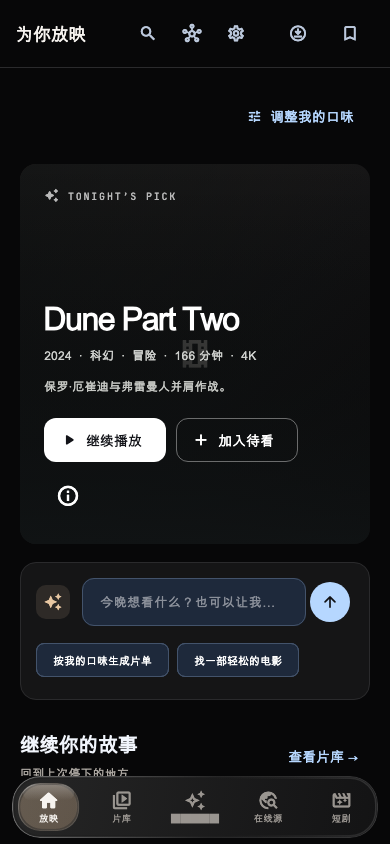 为你放映
调整我的口味
TONIGHT'S PICK
Dune Part Two
2024 · 科幻 · 冒险 · 166 分钟 · 4K
保罗·厄崔迪与弗雷曼人并肩作战。
继续播放
加入待看
今晚想看什么？也可以让我...
按我的口味生成片单
找一部轻松的电影
继续你的故事
查看片库 →
回到上次停下的地方
放映
片库
在线源
短剧